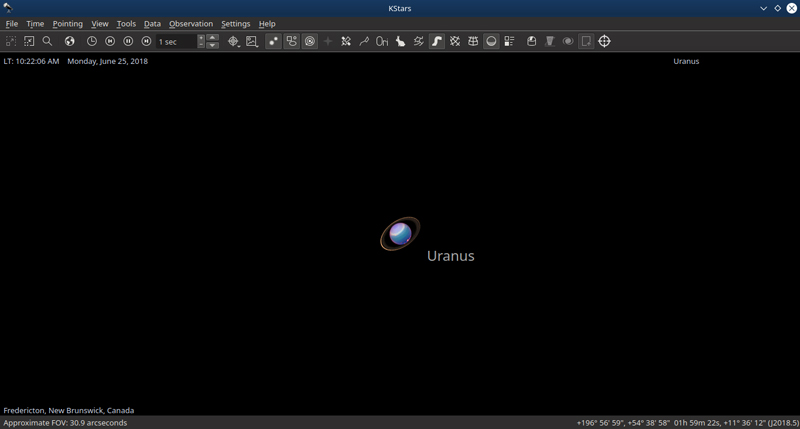 KStars
File Time Pointing View Tools Data Observation Settings Help
1 sec
LT: 10:22:06 AM Monday, June 25, 2018
Uranus
Uranus
Fredericton, New Brunswick, Canada
Approximate FOV: 30.9 arcseconds
+196° 56' 59", +54° 38' 58" 01h 59m 22s, +11° 36' 12" (J2018.5)